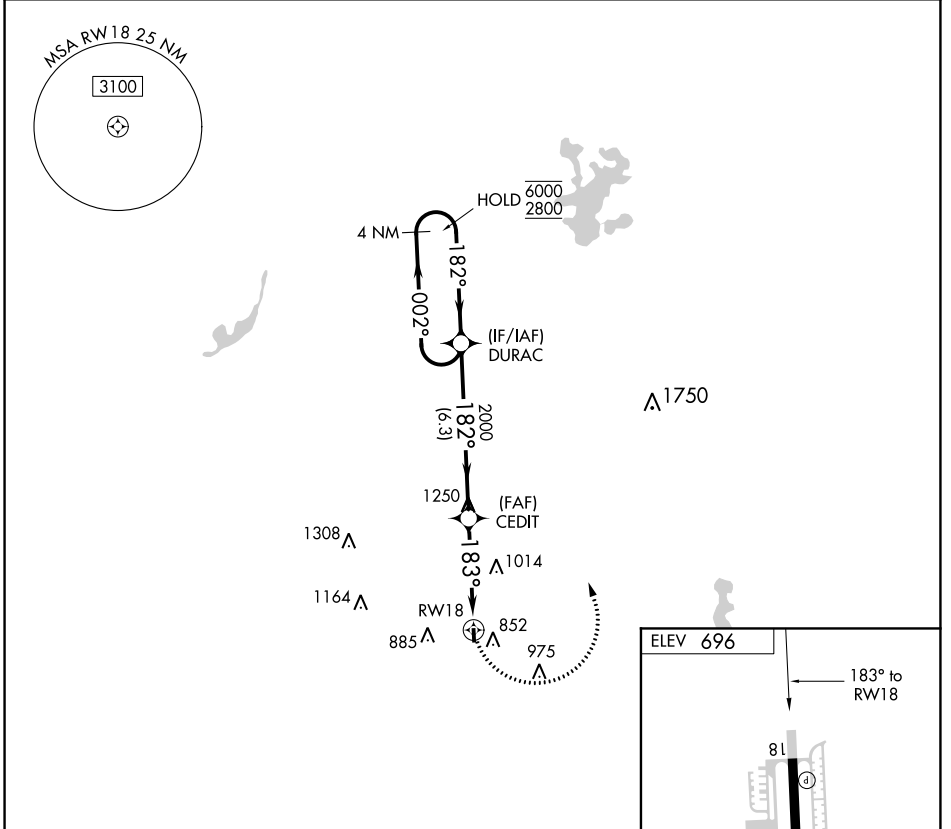 MSA RW18 25 NM
3100
HOLD 6000
2800
4 NM
182°
002°
(IF/IAF)
DURAC
1750
2000
182°
(6.3)
1250
(FAF)
CEDIT
1308
183°
1014
1164
RW18
885
852
975
ELEV 696
183° to
RW18
18
P